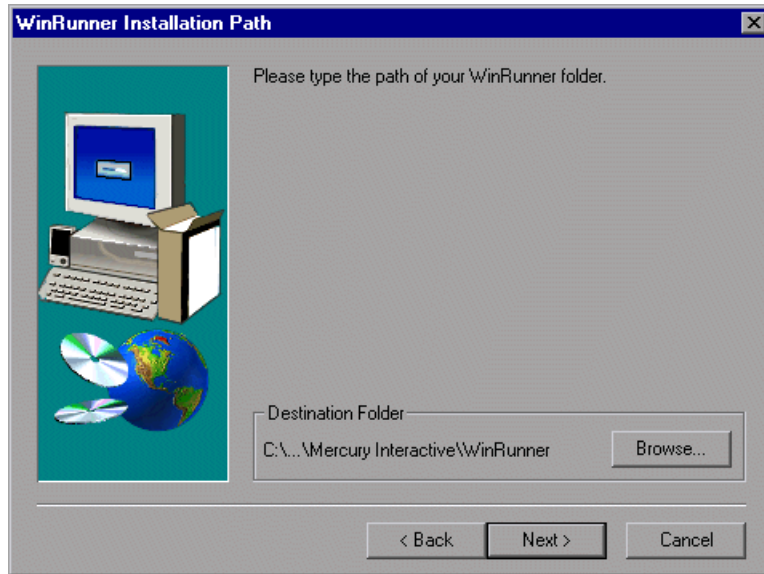 WinRunner Installation Path
Please type the path of your WinRunner folder.
Destination Folder
C:\...\Mercury Interactive\WinRunner
Browse...
< Back
Next >
Cancel